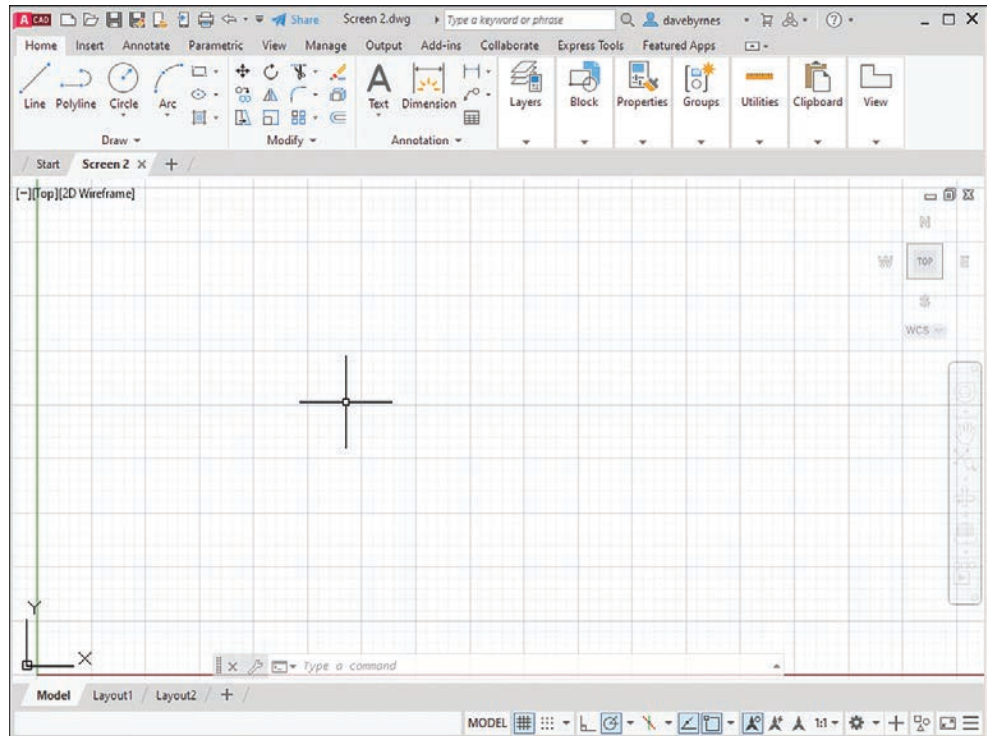 A CAD Share Screen 2.dwg Type a keyword or phrase davebyrnes
Home Insert Annotate Parametric View Manage Output Add-ins Collaborate Express Tools Featured Apps
Line Polyline Circle Arc Text Dimension Layers Block Properties Groups Utilities Clipboard View
Draw Modify Annotation
Start Screen 2
[−][Top][2D Wireframe]
N
W TOP E
S
WCS
Y
X
Type a command
Model Layout1 Layout2
MODEL 1:1